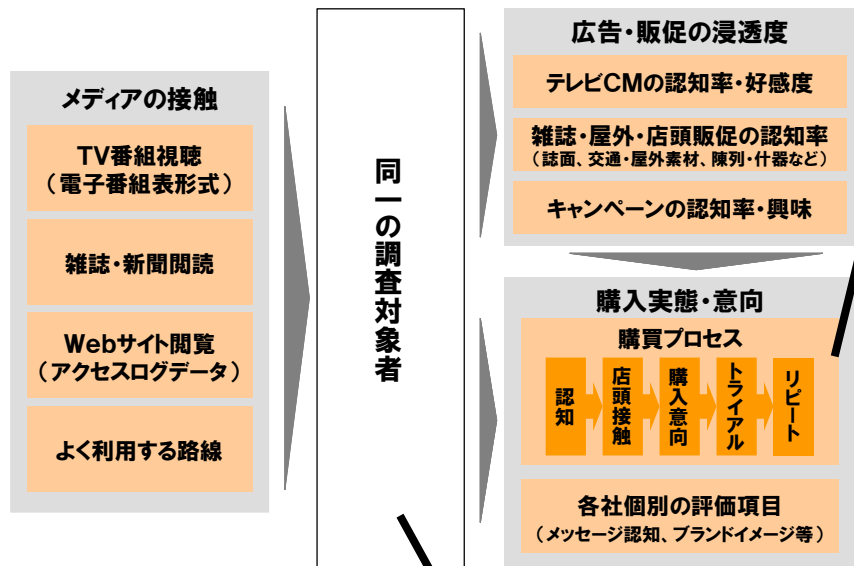 メディアの接触
TV番組視聴
（電子番組表形式）
雑誌・新聞閲読
Webサイト閲覧
（アクセスログデータ）
よく利用する路線
同一の調査対象者
広告・販促の浸透度
テレビCMの認知率・好感度
雑誌・屋外・店頭販促の認知率
（誌面、交通・屋外素材、陳列・什器など）
キャンペーンの認知率・興味
購入実態・意向
購買プロセス
認知
店頭接触
購入意向
トライアル
リピート
各社個別の評価項目
（メッセージ認知、ブランドイメージ等）